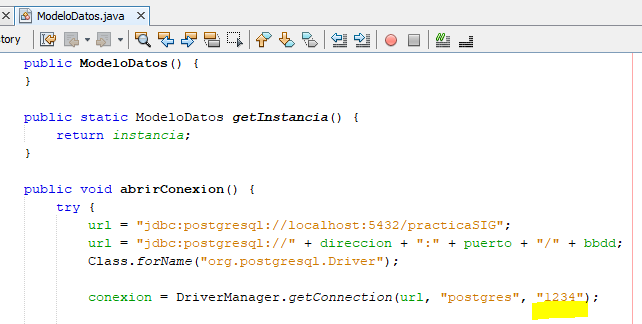 ModeloDatos.java
tory
public ModeloDatos() {
}
public static ModeloDatos getInstancia() {
return instancia;
}
public void abrirConexion() {
try {
url = "jdbc:postgresql://localhost:5432/practicaSIG";
url = "jdbc:postgresql://" + direccion + ":" + puerto + "/" + bbdd;
Class.forName("org.postgresql.Driver");
conexion = DriverManager.getConnection(url, "postgres", "1234");